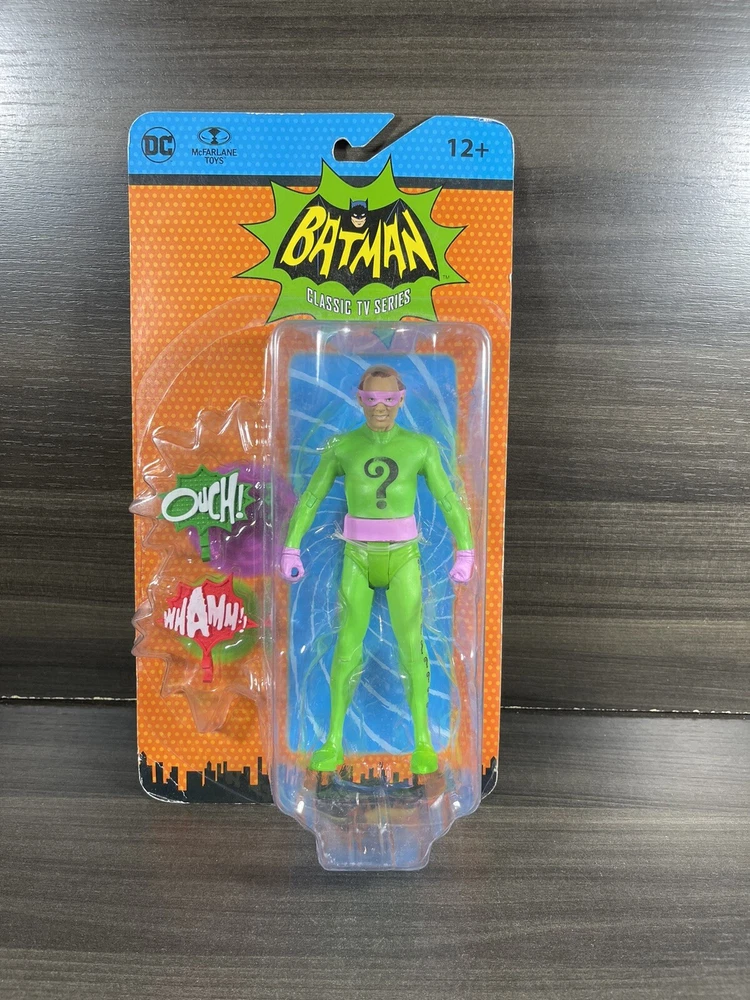 DC
McFARLANE
TOYS
12+
BATMAN
CLASSIC TV SERIES
?
OUCH!
WHAMM!!